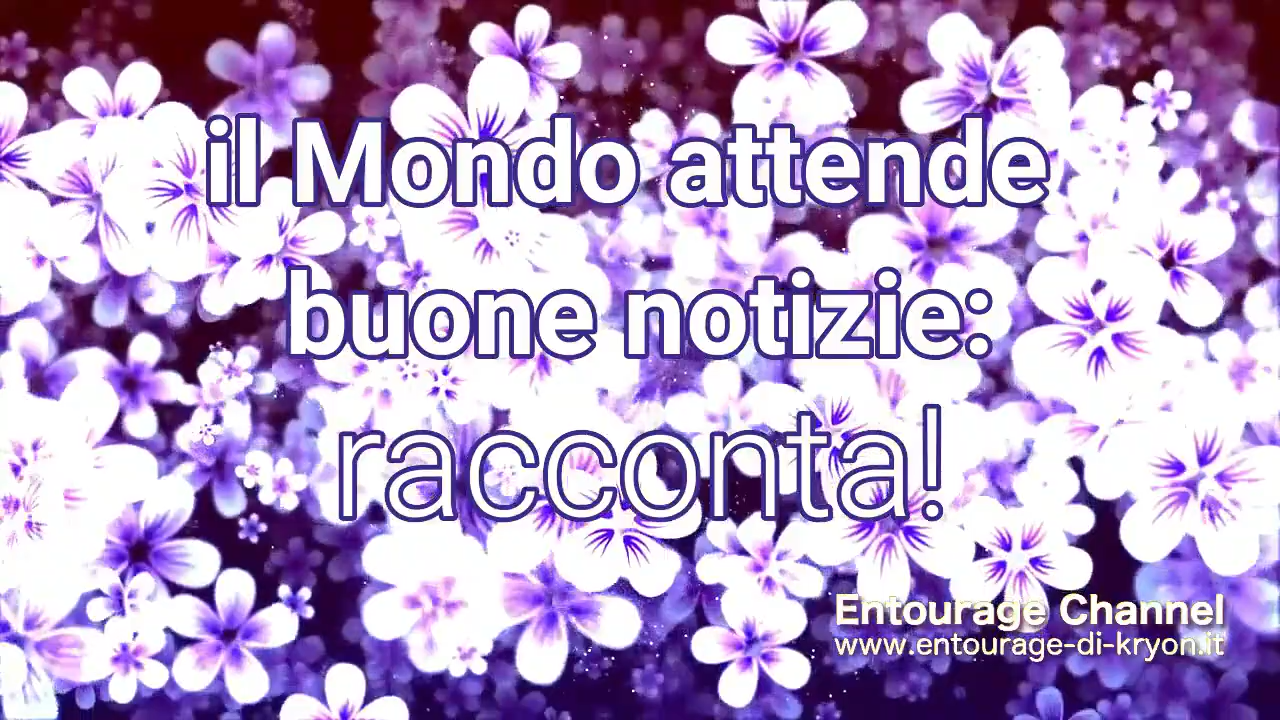 il Mondo attende
buone notizie:
racconta!
Entourage Channel
www.entourage-di-kryon.it